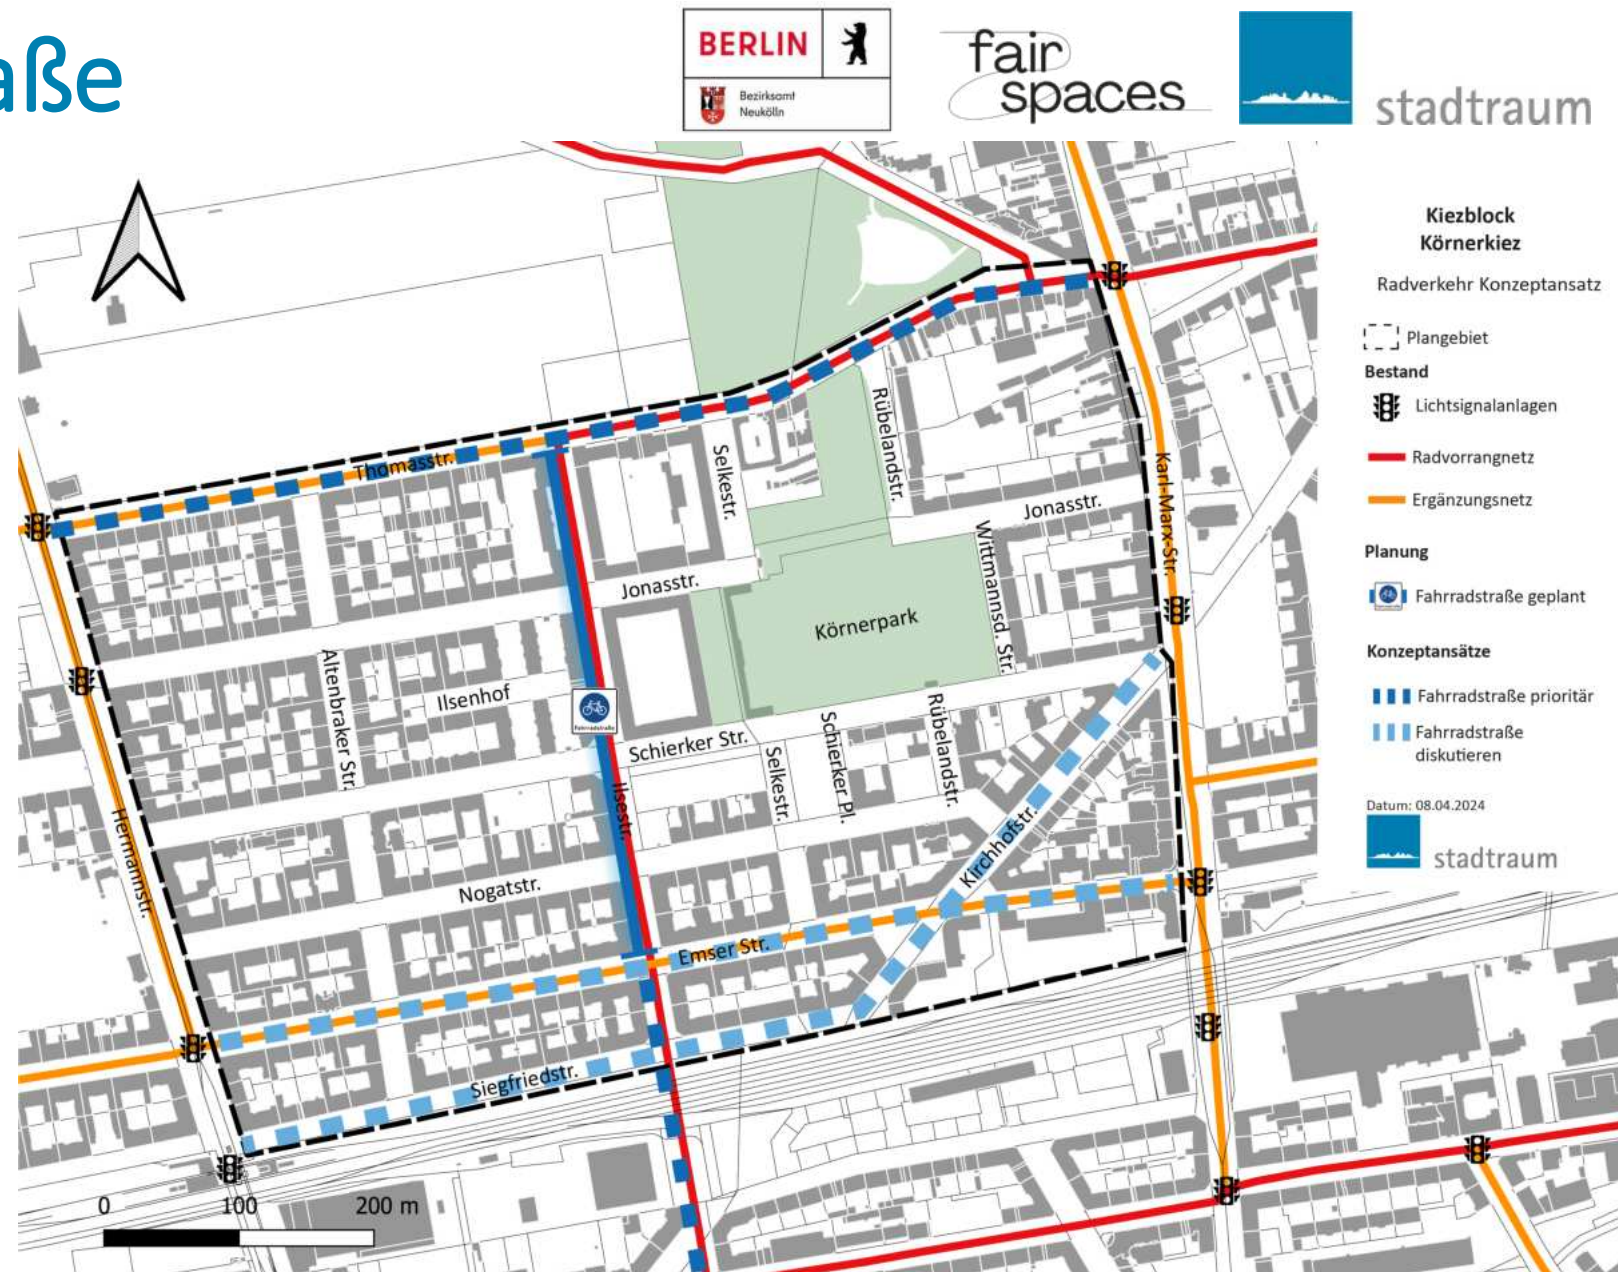 aße
BERLIN
Bezirksamt
Neukölln
fair
spaces
stadtraum
Kiezblock
Körnerkiez
Radverkehr Konzeptansatz
Plangebiet
Bestand
Lichtsignalanlagen
Radvorrangnetz
Ergänzungsnetz
Planung
Fahrradstraße geplant
Konzeptansätze
Fahrradstraße prioritär
Fahrradstraße
diskutieren
Datum: 08.04.2024
stadtraum
Thomasstr.
Selkestr.
Rübelandstr.
Karl-Marx-Str.
Jonasstr.
Wittmannsd. Str.
Jonasstr.
Körnerpark
Altenbraker Str.
Ilsenhof
Fahrradstraße
Schierker Str.
Selkestr.
Schierker Pl.
Rübelandstr.
Ilsestr.
Hermannstr.
Kirchhofstr.
Nogatstr.
Emser Str.
Siegfriedstr.
0 100 200 m